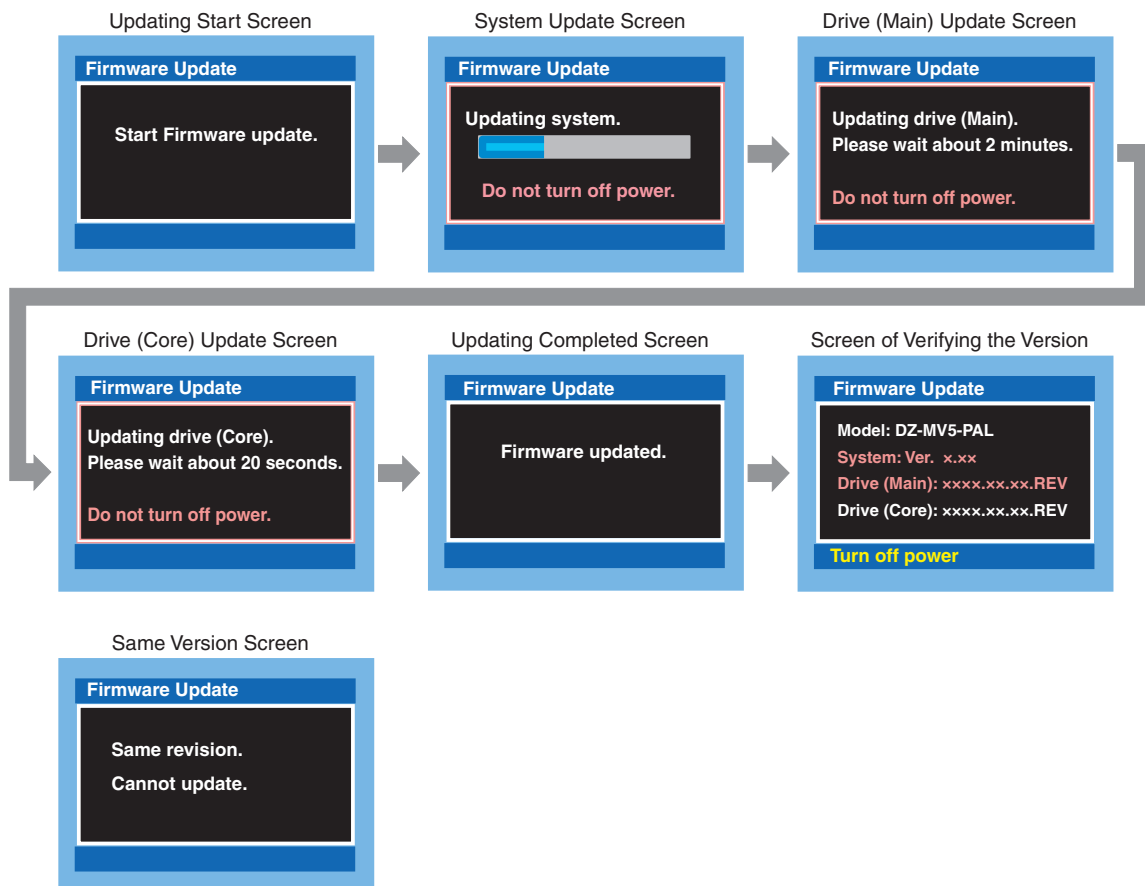 Updating Start Screen
Firmware Update
Start Firmware update.
System Update Screen
Firmware Update
Updating system.
Do not turn off power.
Drive (Main) Update Screen
Firmware Update
Updating drive (Main).
Please wait about 2 minutes.
Do not turn off power.
Drive (Core) Update Screen
Firmware Update
Updating drive (Core).
Please wait about 20 seconds.
Do not turn off power.
Updating Completed Screen
Firmware Update
Firmware updated.
Screen of Verifying the Version
Firmware Update
Model: DZ-MV5-PAL
System: Ver. ×.××
Drive (Main): ××××.××.××.REV
Drive (Core): ××××.××.××.REV
Turn off power
Same Version Screen
Firmware Update
Same revision.
Cannot update.